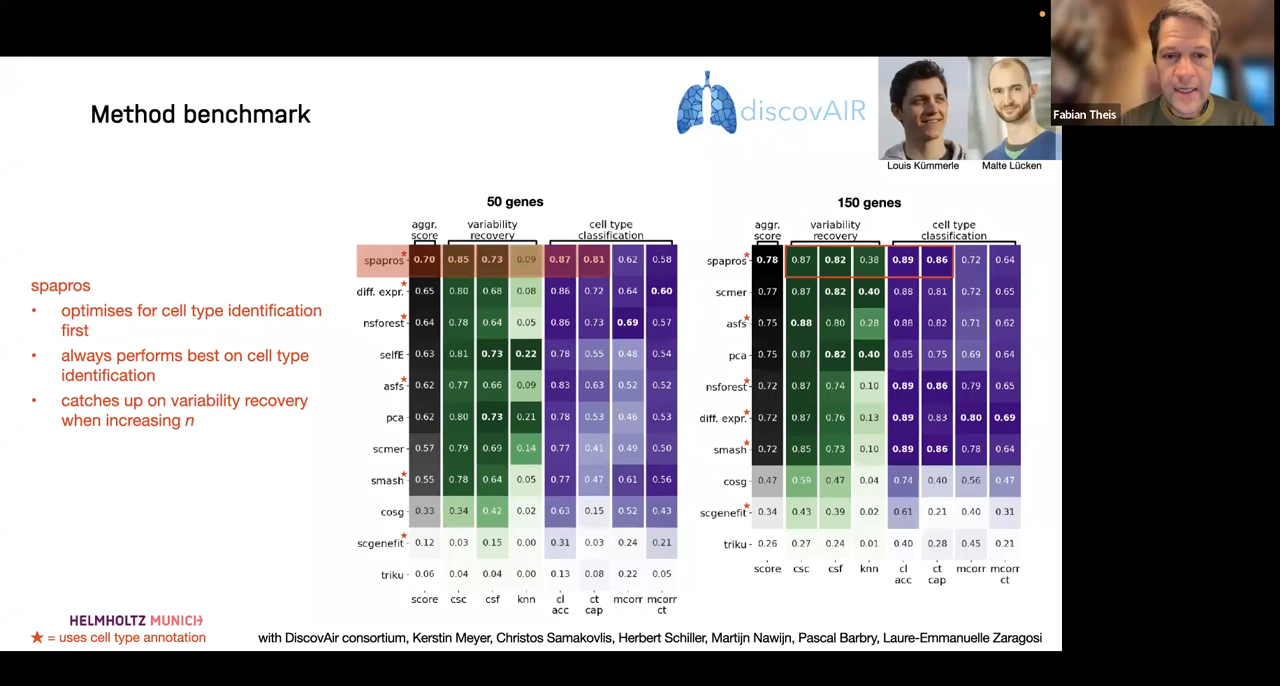 Fabian Theis
Method benchmark
discovAIR
Louis Kümmerle
Malte Lücken
spapros
• optimises for cell type identification
first
• always performs best on cell type
identification
• catches up on variability recovery
when increasing n
50 genes
aggr. score
variability recovery
cell type classification
spapros★ 0.70 0.85 0.73 0.09 0.87 0.81 0.62 0.58
diff. expr.★ 0.65 0.80 0.68 0.08 0.86 0.72 0.64 0.60
nsforest★ 0.64 0.78 0.64 0.05 0.86 0.73 0.69 0.57
selfE 0.63 0.81 0.73 0.22 0.78 0.55 0.48 0.54
asfs★ 0.62 0.77 0.66 0.09 0.83 0.63 0.52 0.52
pca 0.62 0.80 0.73 0.21 0.78 0.53 0.46 0.53
scmer 0.57 0.79 0.69 0.14 0.77 0.41 0.49 0.50
smash★ 0.55 0.78 0.64 0.05 0.77 0.47 0.61 0.56
cosg 0.33 0.34 0.42 0.02 0.63 0.15 0.52 0.43
scgenefit★ 0.12 0.03 0.15 0.00 0.31 0.03 0.24 0.21
triku 0.06 0.04 0.04 0.00 0.13 0.08 0.22 0.05
score csc csf knn cl acc ct cap mcorr mcorr ct
150 genes
aggr. score
variability recovery
cell type classification
spapros★ 0.78 0.87 0.82 0.38 0.89 0.86 0.72 0.64
scmer 0.77 0.87 0.82 0.40 0.88 0.81 0.72 0.65
asfs★ 0.75 0.88 0.80 0.28 0.88 0.82 0.71 0.62
pca 0.75 0.87 0.82 0.40 0.85 0.75 0.69 0.64
nsforest★ 0.72 0.87 0.74 0.10 0.89 0.86 0.79 0.65
diff. expr.★ 0.72 0.87 0.76 0.13 0.89 0.83 0.80 0.69
smash★ 0.72 0.85 0.73 0.10 0.89 0.86 0.78 0.64
cosg 0.47 0.59 0.47 0.04 0.74 0.40 0.56 0.47
scgenefit★ 0.34 0.43 0.39 0.02 0.61 0.21 0.40 0.31
triku 0.26 0.27 0.24 0.01 0.40 0.28 0.45 0.21
score csc csf knn cl acc ct cap mcorr mcorr ct
HELMHOLTZ MUNICH
★ = uses cell type annotation
with DiscovAir consortium, Kerstin Meyer, Christos Samakovlis, Herbert Schiller, Martijn Nawijn, Pascal Barbry, Laure-Emmanuelle Zaragosi